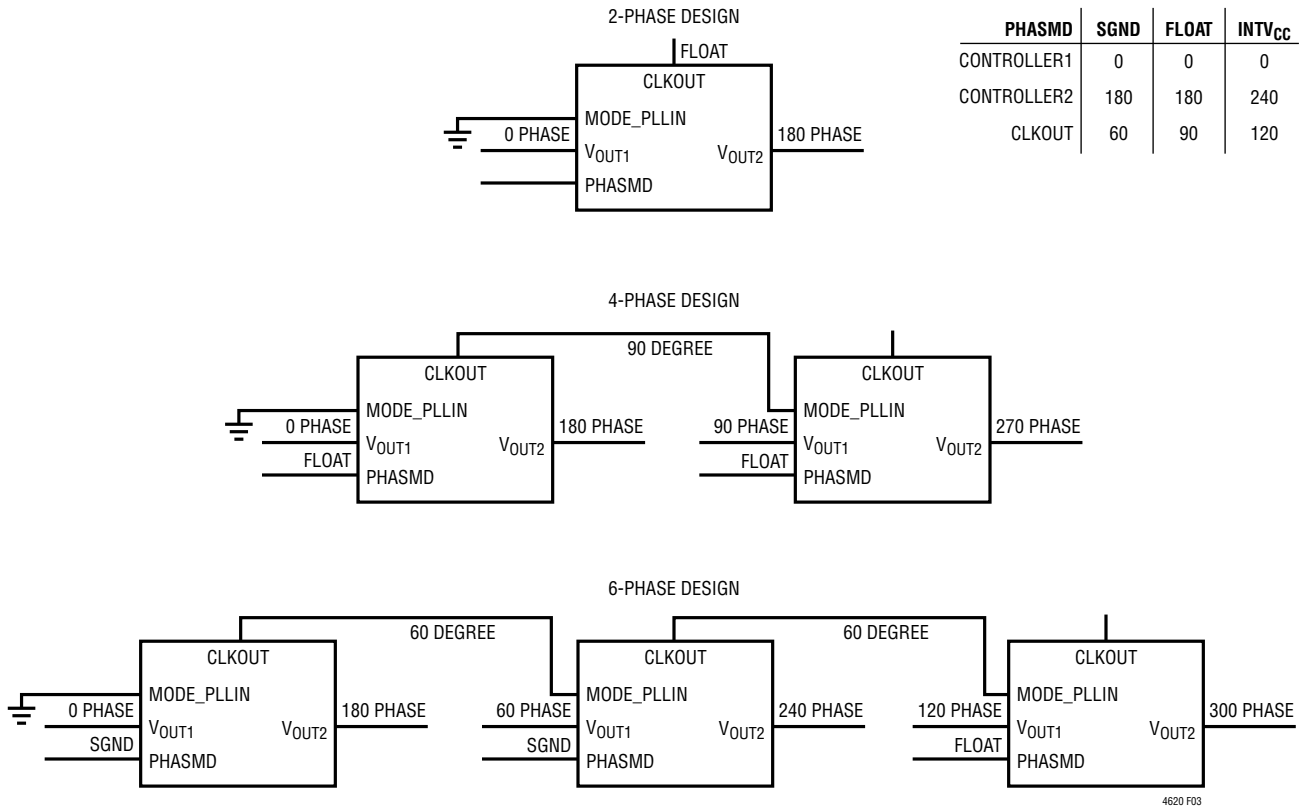 2-PHASE DESIGN
FLOAT
CLKOUT
MODE_PLLIN
0 PHASE
180 PHASE
VOUT1
VOUT2
PHASMD
PHASMD SGND FLOAT INTVCC
CONTROLLER1 0 0 0
CONTROLLER2 180 180 240
CLKOUT 60 90 120
4-PHASE DESIGN
90 DEGREE
CLKOUT
MODE_PLLIN
0 PHASE
180 PHASE
VOUT1
VOUT2
FLOAT
PHASMD
CLKOUT
MODE_PLLIN
90 PHASE
270 PHASE
VOUT1
VOUT2
FLOAT
PHASMD
6-PHASE DESIGN
60 DEGREE
60 DEGREE
CLKOUT
MODE_PLLIN
0 PHASE
180 PHASE
VOUT1
VOUT2
SGND
PHASMD
CLKOUT
MODE_PLLIN
60 PHASE
240 PHASE
VOUT1
VOUT2
SGND
PHASMD
CLKOUT
MODE_PLLIN
120 PHASE
300 PHASE
VOUT1
VOUT2
FLOAT
PHASMD
4620 F03